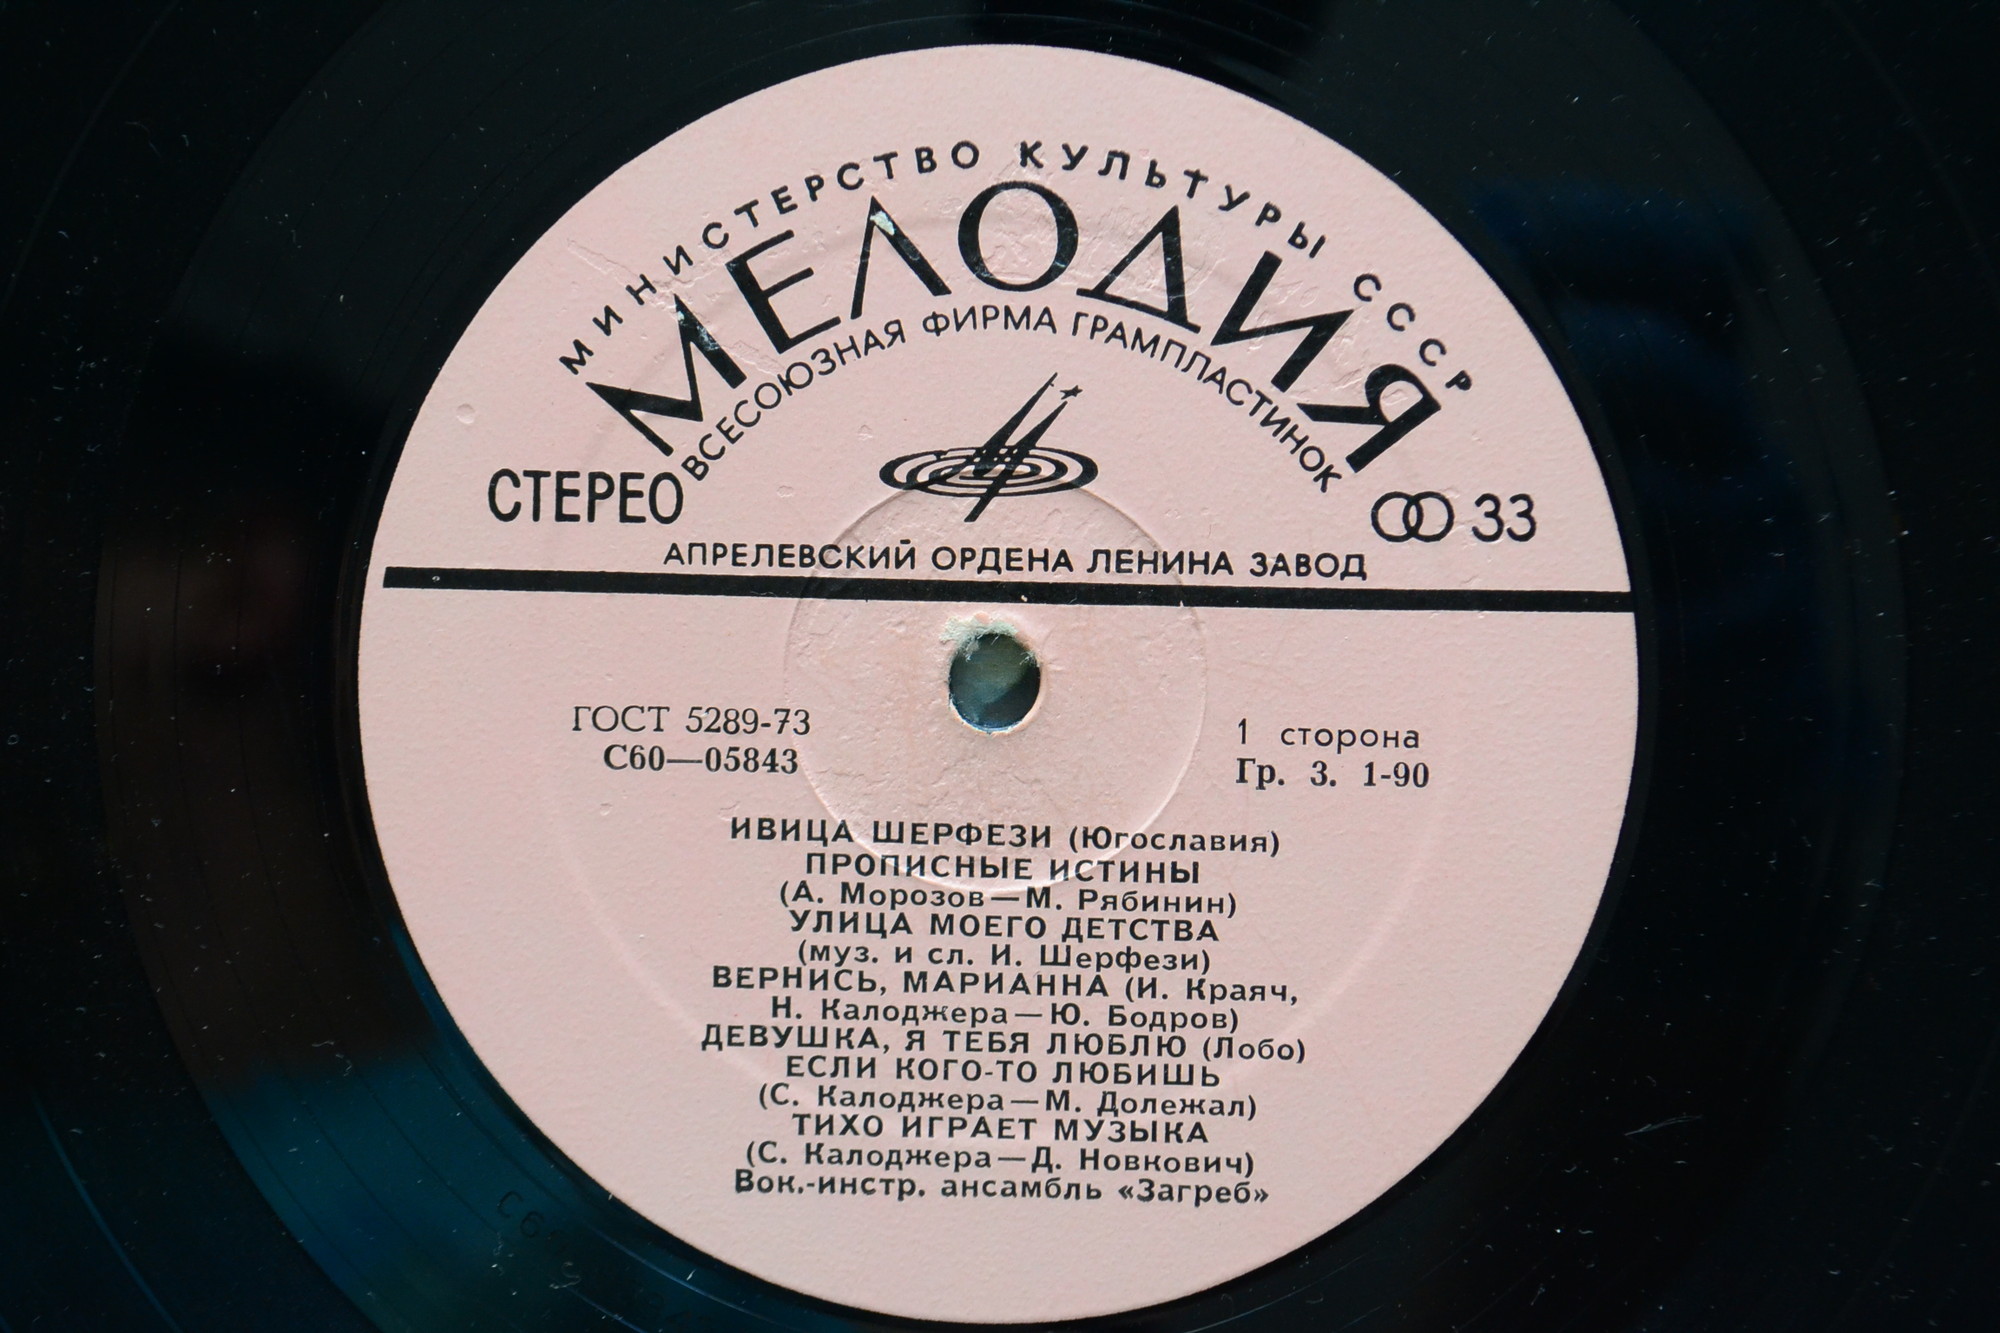 МИНИСТЕРСТВО КУЛЬТУРЫ СССР
МЕЛОДИЯ
ВСЕСОЮЗНАЯ ФИРМА ГРАМПЛАСТИНОК
СТЕРЕО
33
АПРЕЛЕВСКИЙ ОРДЕНА ЛЕНИНА ЗАВОД
ГОСТ 5289-73
С60—05843
1 сторона
Гр. 3. 1-90
ИВИЦА ШЕРФЕЗИ (Югославия)
ПРОПИСНЫЕ ИСТИНЫ
(А. Морозов—М. Рябинин)
УЛИЦА МОЕГО ДЕТСТВА
(муз. и сл. И. Шерфези)
ВЕРНИСЬ, МАРИАННА (И. Краяч,
Н. Калоджера—Ю. Бодров)
ДЕВУШКА, Я ТЕБЯ ЛЮБЛЮ (Лобо)
ЕСЛИ КОГО-ТО ЛЮБИШЬ
(С. Калоджера—М. Долежал)
ТИХО ИГРАЕТ МУЗЫКА
(С. Калоджера—Д. Новкович)
Вок.-инстр. ансамбль «Загреб»